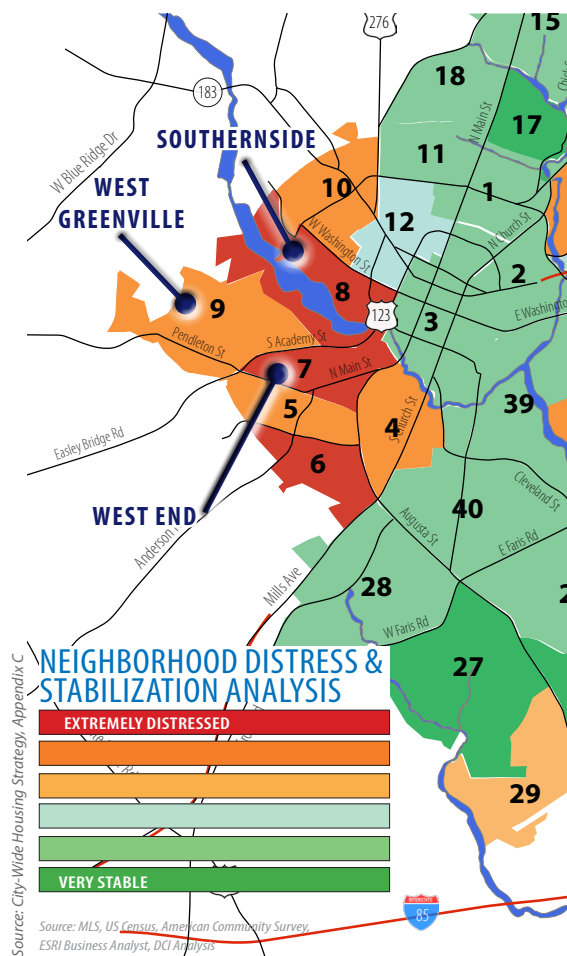 276
15
18
183
N Main St
17
W Blue Ridge Dr
SOUTHERNSIDE
11
WEST
GREENVILLE
10
1
12
N Church St
W Washington St
2
8
9
123
3
E Washington
S Academy St
Pendleton St
7
N Main St
5
4
S Church St
39
Easley Bridge Rd
6
Cleveland St
40
WEST END
Augusta St
E Faris Rd
Anderson
Mills Ave
28
W Faris Rd
27
NEIGHBORHOOD DISTRESS &
STABILIZATION ANALYSIS
EXTREMELY DISTRESSED
29
VERY STABLE
INTERSTATE
85
Source: MLS, US Census, American Community Survey,
ESRI Business Analyst, DCI Analysis
Source: City-Wide Housing Strategy, Appendix C